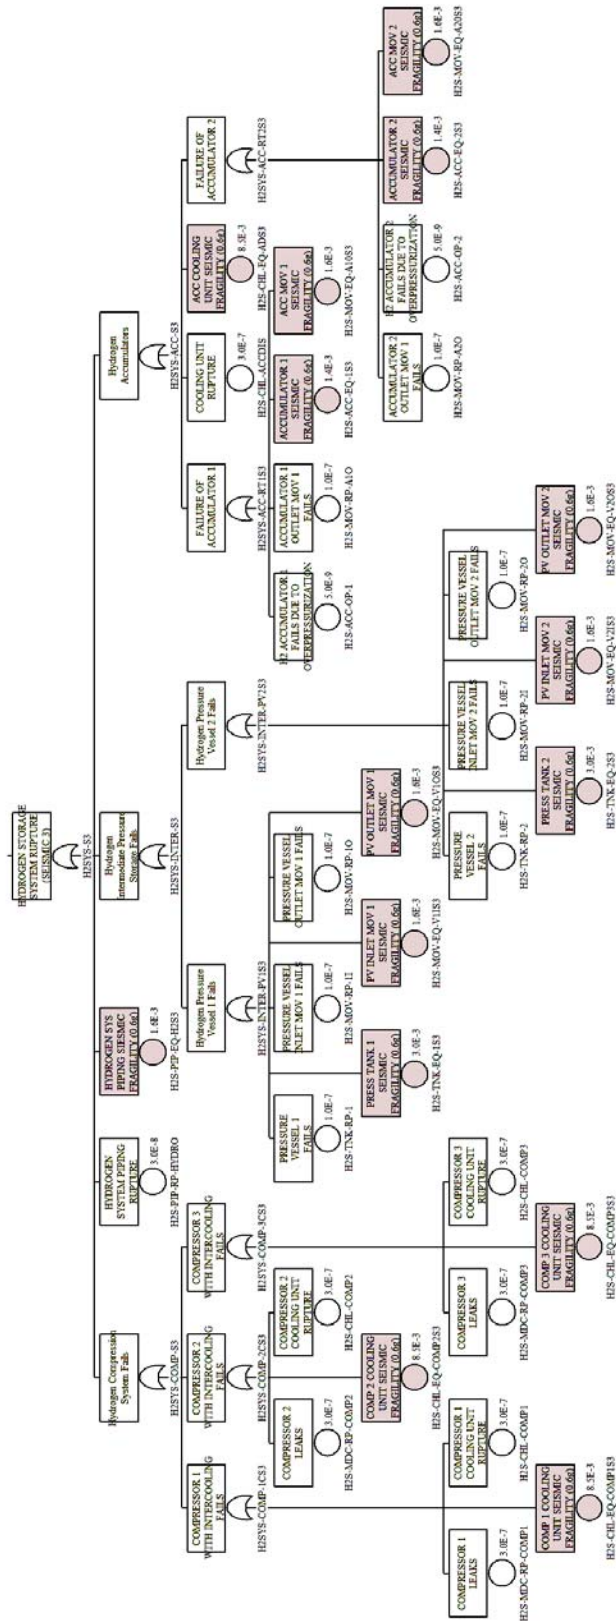 HYDROGEN STORAGE
SYSTEM RUPTURE
(SEISMIC 3)
H2SYS-S3
Hydrogen Compression
System Fails
H2SYS-COMP-S3
HYDROGEN
SYSTEM PIPING
RUPTURE
3.0E-8
H2S-PIP-RP-HYDRO
HYDROGEN SYS
PIPING SIESMIC
FRAGILITY (0.6g)
1.6E-3
H2S-PIP-EQ-H2S3
Hydrogen
Intermediate Pressure
Storage Fails
H2SYS-INTER-S3
Hydrogen
Accumulators
H2SYS-ACC-S3
COMPRESSOR 1
WITH INTERCOOLING
FAILS
H2SYS-COMP-1CS3
COMPRESSOR 2
WITH INTERCOOLING
FAILS
H2SYS-COMP-2CS3
COMPRESSOR 3
WITH INTERCOOLING
FAILS
H2SYS-COMP-3CS3
Hydrogen Pressure
Vessel 1 Fails
H2SYS-INTER-PV1S3
Hydrogen Pressure
Vessel 2 Fails
H2SYS-INTER-PV2S3
FAILURE OF
ACCUMULATOR 1
H2SYS-ACC-RT1S3
COOLING UNIT
RUPTURE
3.0E-7
H2S-CHL-ACCDIS
ACC COOLING
UNIT SEISMIC
FRAGILITY (0.6g)
8.5E-3
H2S-CHL-EQ-ADS3
FAILURE OF
ACCUMULATOR 2
H2SYS-ACC-RT2S3
COMPRESSOR 2
LEAKS
3.0E-7
H2S-MDC-RP-COMP2
COMPRESSOR 2
COOLING UNIT
RUPTURE
3.0E-7
H2S-CHL-COMP2
COMP 2 COOLING
UNIT SEISMIC
FRAGILITY (0.6g)
8.5E-3
H2S-CHL-EQ-COMP2S3
PRESSURE
VESSEL 1
FAILS
1.0E-7
H2S-TNK-RP-1
PRESSURE VESSEL
INLET MOV 1 FAILS
1.0E-7
H2S-MOV-RP-1I
PRESSURE VESSEL
OUTLET MOV 1 FAILS
1.0E-7
H2S-MOV-RP-1O
PRESS TANK 1
SEISMIC
FRAGILITY (0.6g)
3.0E-3
H2S-TNK-EQ-1S3
PV INLET MOV 1
SEISMIC
FRAGILITY (0.6g)
1.6E-3
H2S-MOV-EQ-V1IS3
PV OUTLET MOV 1
SEISMIC
FRAGILITY (0.6g)
1.6E-3
H2S-MOV-EQ-V1OS3
H2 ACCUMULATOR 1
FAILS DUE TO
OVERPRESSURIZATION
5.0E-9
H2S-ACC-OP-1
ACCUMULATOR 1
OUTLET MOV 1
FAILS
1.0E-7
H2S-MOV-RP-A1O
ACCUMULATOR 1
SEISMIC
FRAGILITY (0.6g)
1.4E-3
H2S-ACC-EQ-1S3
ACC MOV 1
SEISMIC
FRAGILITY (0.6g)
1.6E-3
H2S-MOV-EQ-A10S3
COMPRESSOR 1
LEAKS
3.0E-7
H2S-MDC-RP-COMP1
COMPRESSOR 1
COOLING UNIT
RUPTURE
3.0E-7
H2S-CHL-COMP1
COMP 1 COOLING
UNIT SEISMIC
FRAGILITY (0.6g)
8.5E-3
H2S-CHL-EQ-COMP1S3
COMPRESSOR 3
LEAKS
3.0E-7
H2S-MDC-RP-COMP3
COMPRESSOR 3
COOLING UNIT
RUPTURE
3.0E-7
H2S-CHL-COMP3
COMP 3 COOLING
UNIT SEISMIC
FRAGILITY (0.6g)
8.5E-3
H2S-CHL-EQ-COMP3S3
PRESSURE
VESSEL 2
FAILS
1.0E-7
H2S-TNK-RP-2
PRESSURE VESSEL
INLET MOV 2 FAILS
1.0E-7
H2S-MOV-RP-2I
PRESSURE VESSEL
OUTLET MOV 2 FAILS
1.0E-7
H2S-MOV-RP-2O
PRESS TANK 2
SEISMIC
FRAGILITY (0.6g)
3.0E-3
H2S-TNK-EQ-2S3
PV INLET MOV 2
SEISMIC
FRAGILITY (0.6g)
1.6E-3
H2S-MOV-EQ-V2IS3
PV OUTLET MOV 2
SEISMIC
FRAGILITY (0.6g)
1.6E-3
H2S-MOV-EQ-V2OS3
ACCUMULATOR 2
OUTLET MOV 1
FAILS
1.0E-7
H2S-MOV-RP-A2O
H2 ACCUMULATOR 2
FAILS DUE TO
OVERPRESSURIZATION
5.0E-9
H2S-ACC-OP-2
ACCUMULATOR 2
SEISMIC
FRAGILITY (0.6g)
1.4E-3
H2S-ACC-EQ-2S3
ACC MOV 2
SEISMIC
FRAGILITY (0.6g)
1.6E-3
H2S-MOV-EQ-A20S3